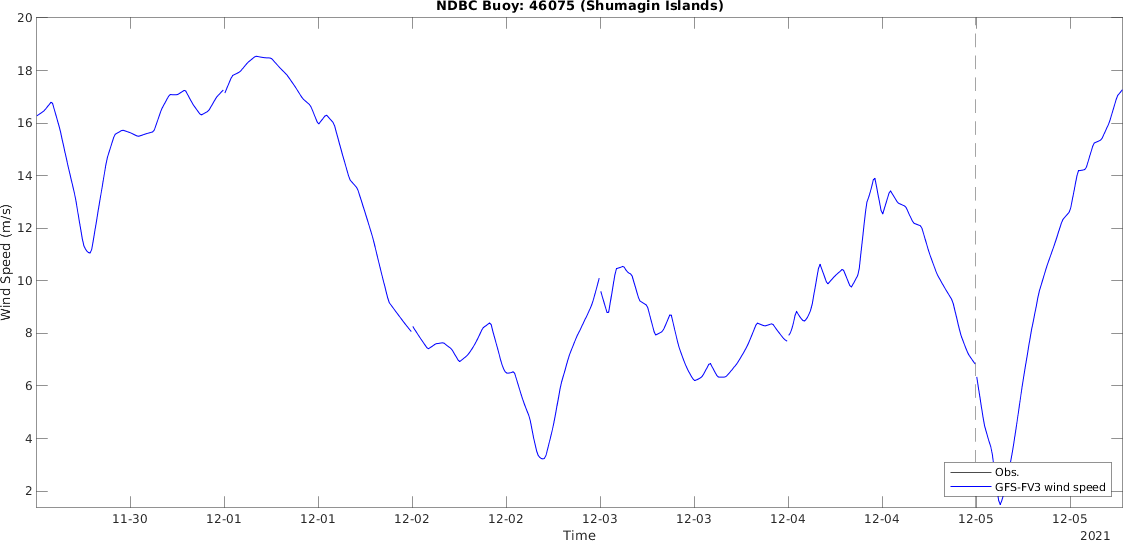 NDBC Buoy: 46075 (Shumagin Islands)
20
18
16
14
12
10
8
6
4
2
Wind Speed (m/s)
Obs.
GFS-FV3 wind speed
11-30 12-01 12-01 12-02 12-02 12-03 12-03 12-04 12-04 12-05 12-05
Time
2021